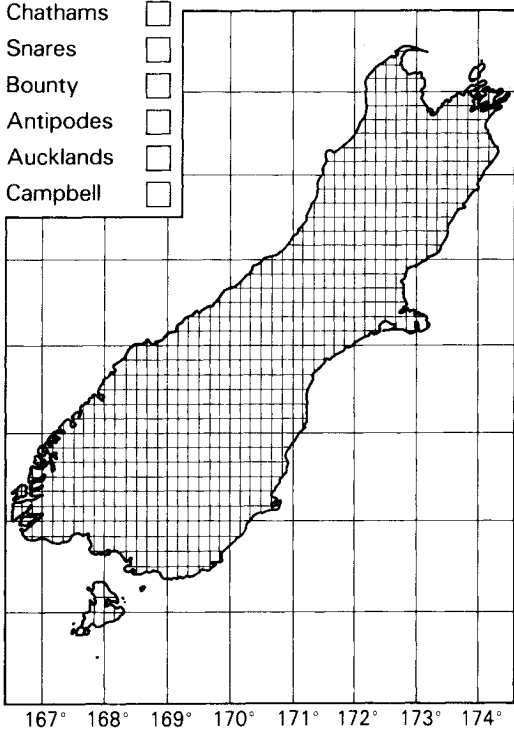 Chathams
Snares
Bounty
Antipodes
Aucklands
Campbell
167° 168° 169° 170° 171° 172° 173° 174°